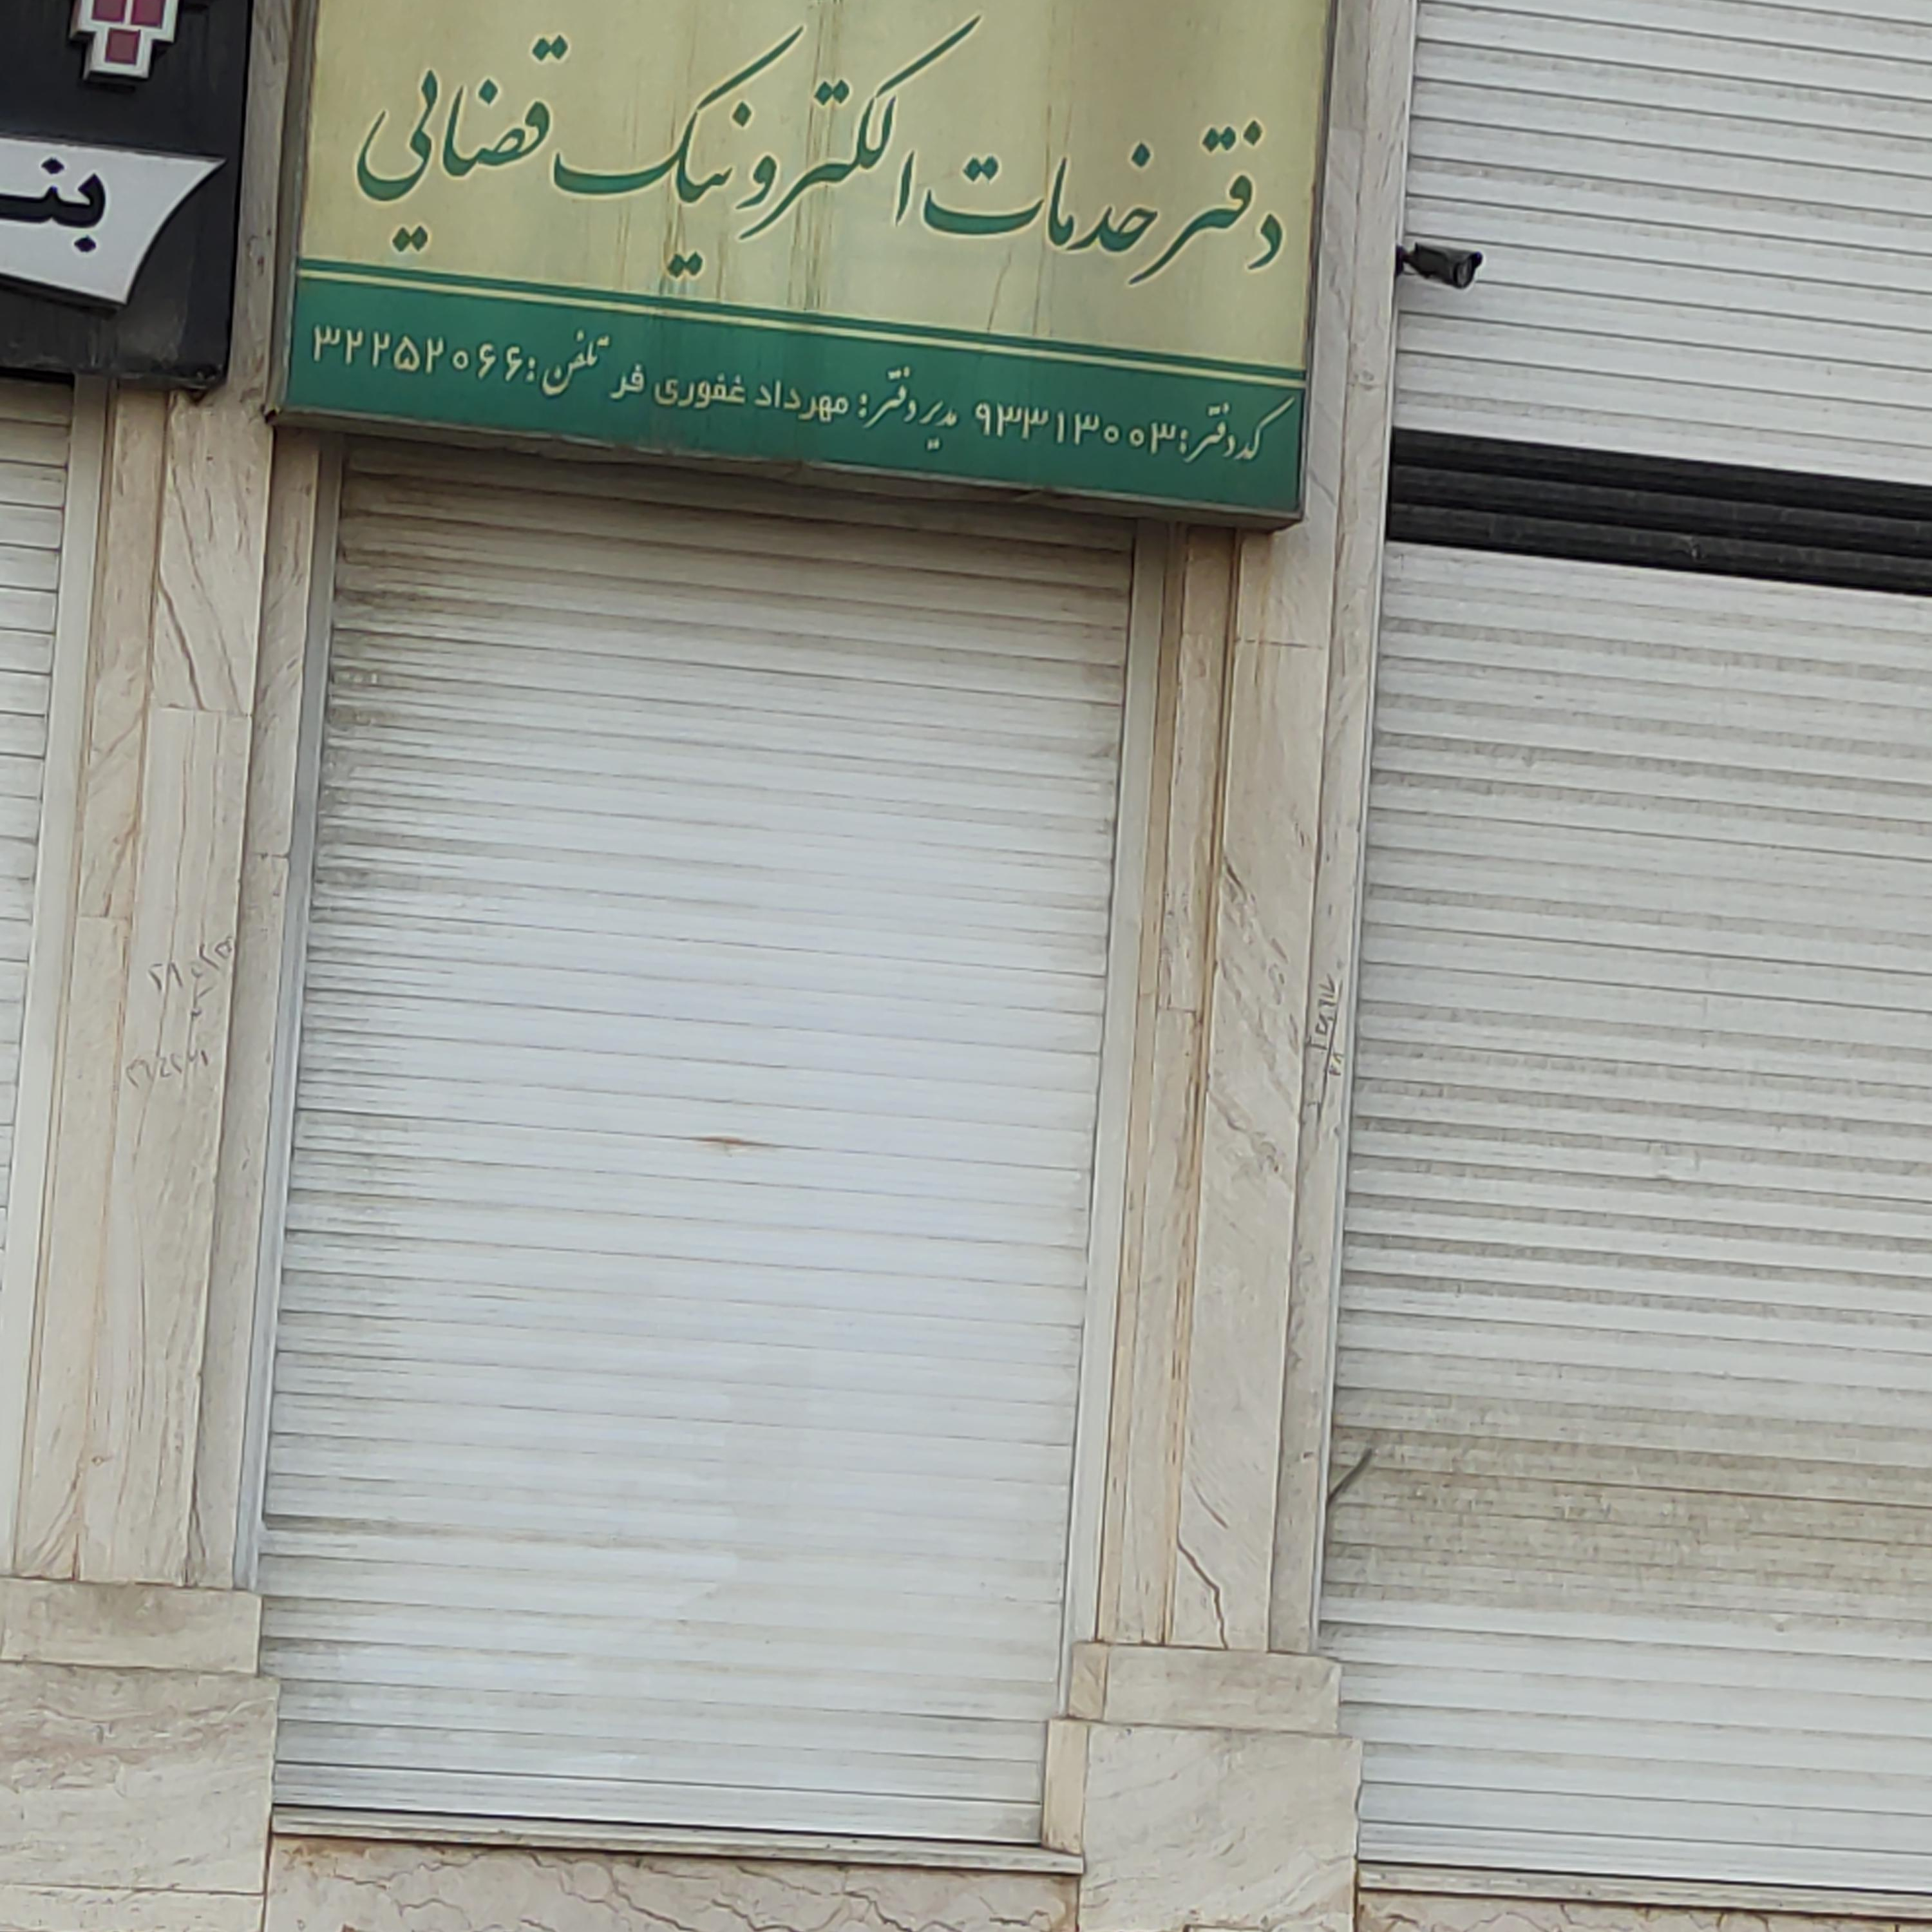 دفتر خدمات الکترونیک قضایی
کد دفتر: ۹۳۳۱۳۰۰۳ مدیر دفتر: مهرداد غفوری فر تلفن: ۳۲۲۵۲۰۶۶